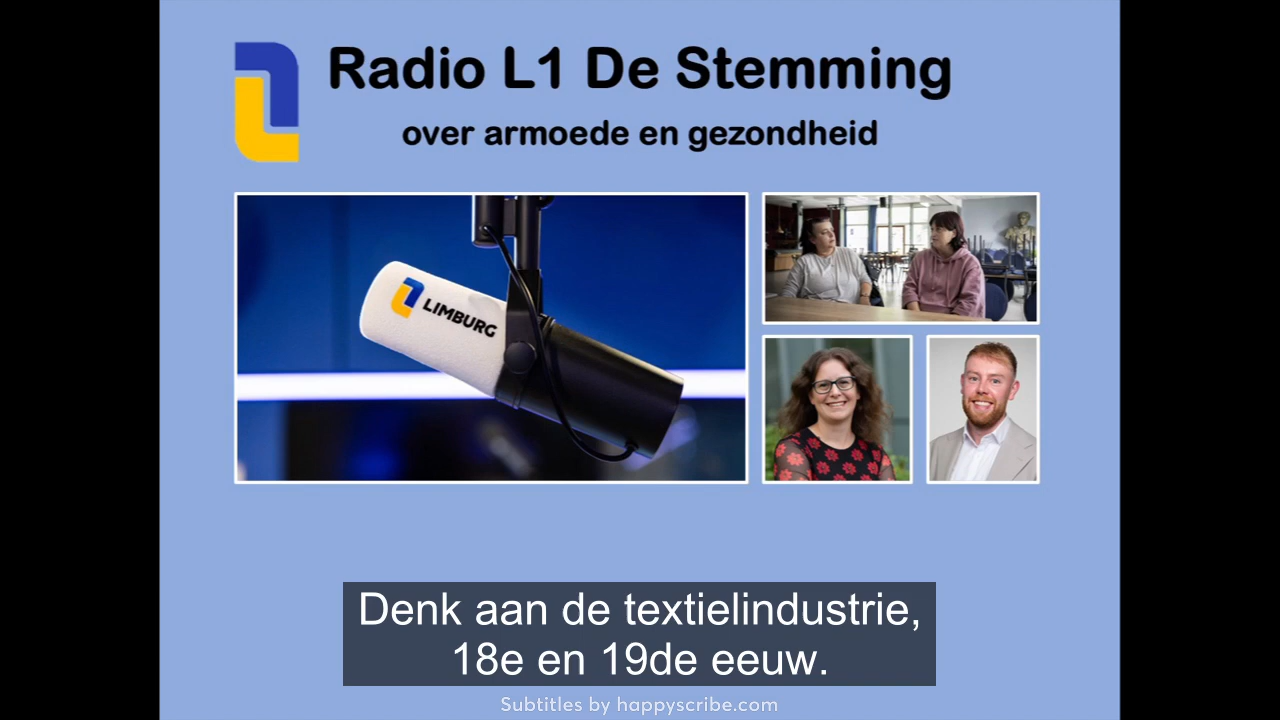 Radio L1 De Stemming
over armoede en gezondheid
LIMBURG
Denk aan de textielindustrie,
18e en 19de eeuw.
Subtitles by happyscribe.com